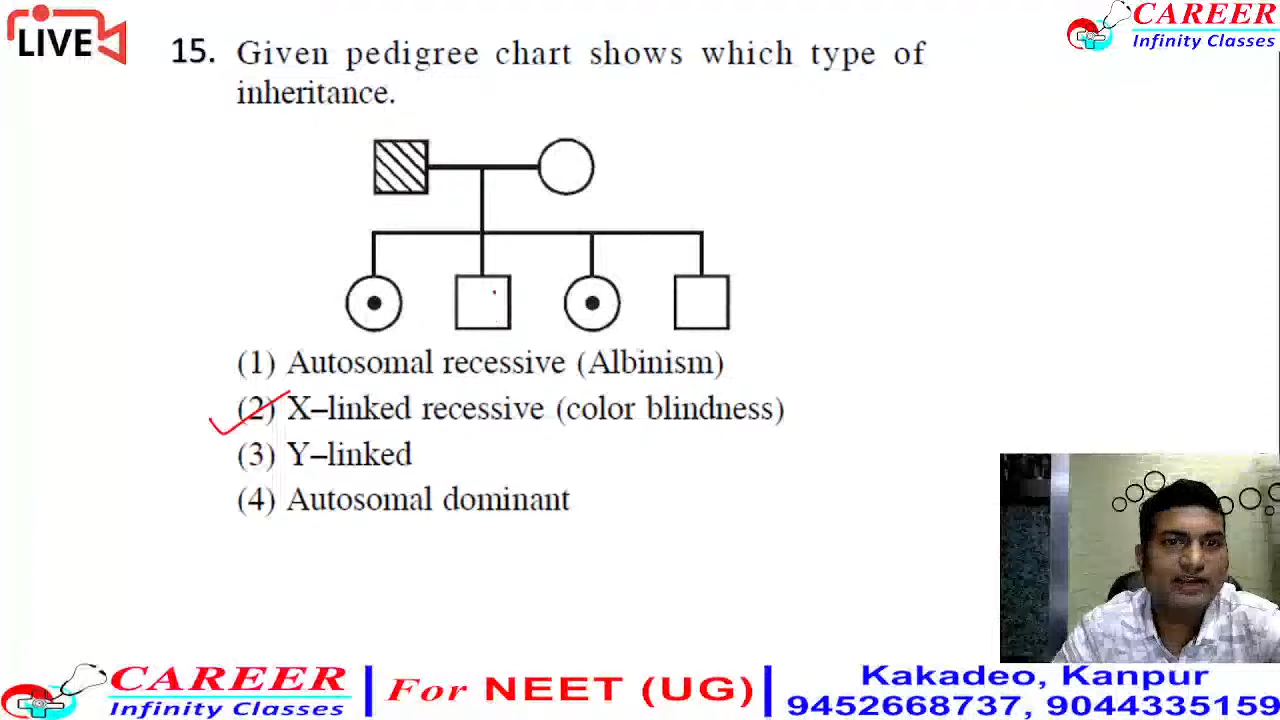 LIVE
CAREER
Infinity Classes
15. Given pedigree chart shows which type of
inheritance.
(1) Autosomal recessive (Albinism)
(2) X–linked recessive (color blindness)
(3) Y–linked
(4) Autosomal dominant
CAREER
Infinity Classes
For NEET (UG)
Kakadeo, Kanpur
9452668737, 9044335159